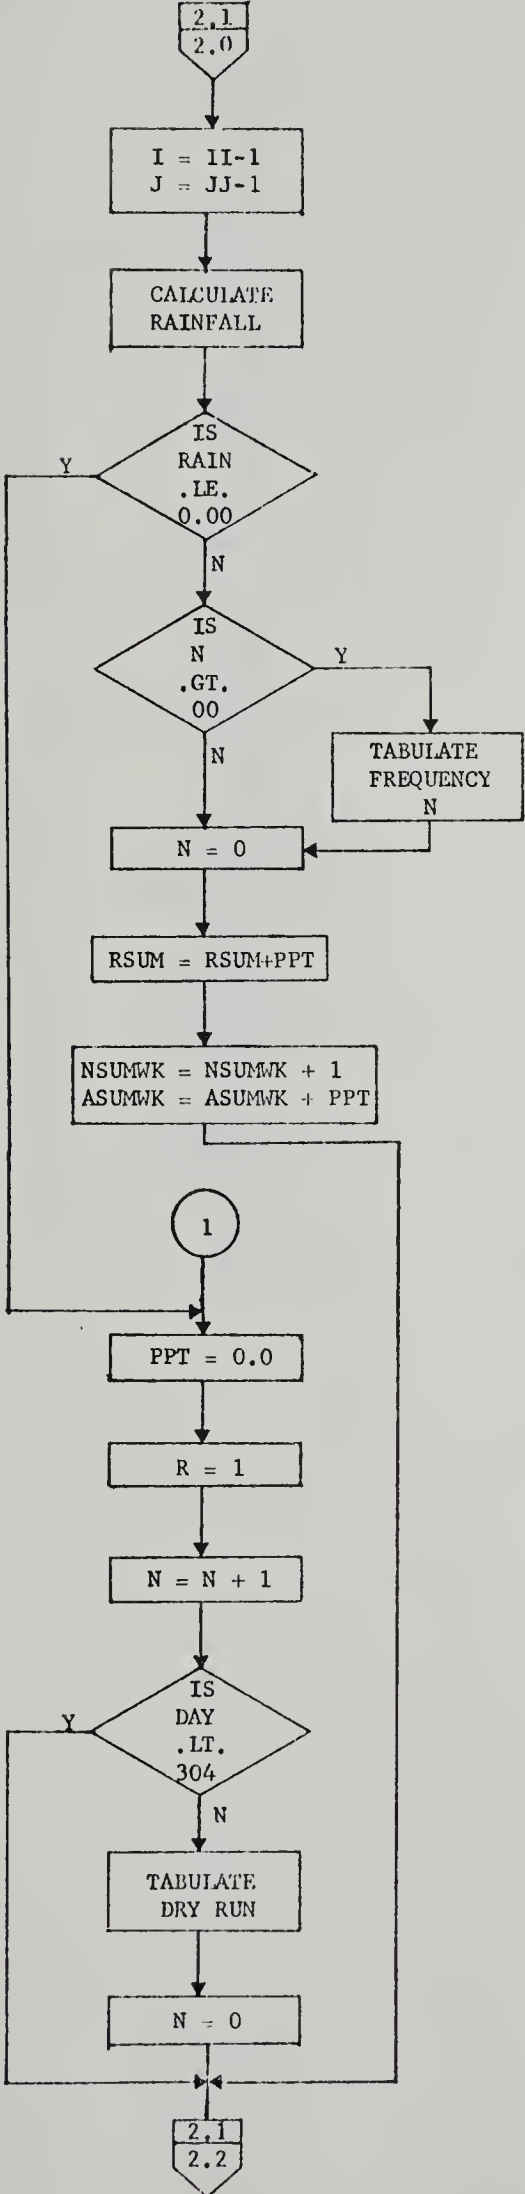 2.1
2.0
I = II-1
J = JJ-1
CALCULATE
RAINFALL
IS
RAIN
.LE.
0.00
Y
N
IS
N
.GT.
00
Y
N
TABULATE
FREQUENCY
N
N = 0
RSUM = RSUM+PPT
NSUMWK = NSUMWK + 1
ASUMWK = ASUMWK + PPT
1
PPT = 0.0
R = 1
N = N + 1
IS
DAY
.LT.
304
Y
N
TABULATE
DRY RUN
N = 0
2.1
2.2